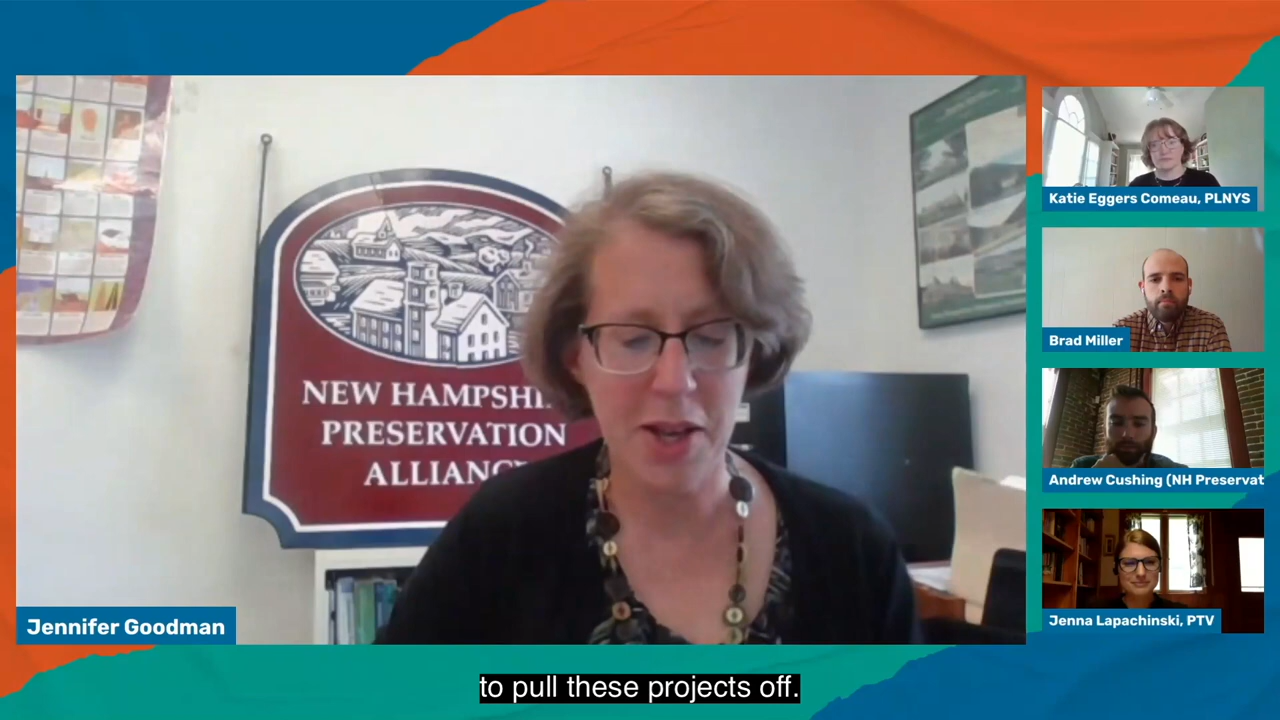 NEW HAMPSHI
PRESERVATION
ALLIANC
Jennifer Goodman
Katie Eggers Comeau, PLNYS
Brad Miller
Andrew Cushing (NH Preservat
Jenna Lapachinski, PTV
to pull these projects off.